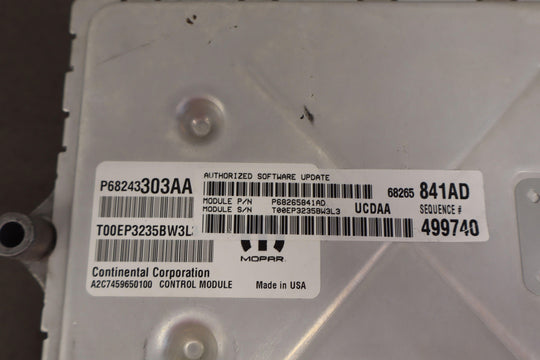 P68243303AA
T00EP3235BW3L
Continental Corporation
A2C7459650100 CONTROL MODULE
MOPAR
Made in USA
AUTHORIZED SOFTWARE UPDATE
68265 841AD
MODULE P/N P68265841AD
MODULE S/N T00EP3235BW3L3
UCDAA
SEQUENCE #
499740